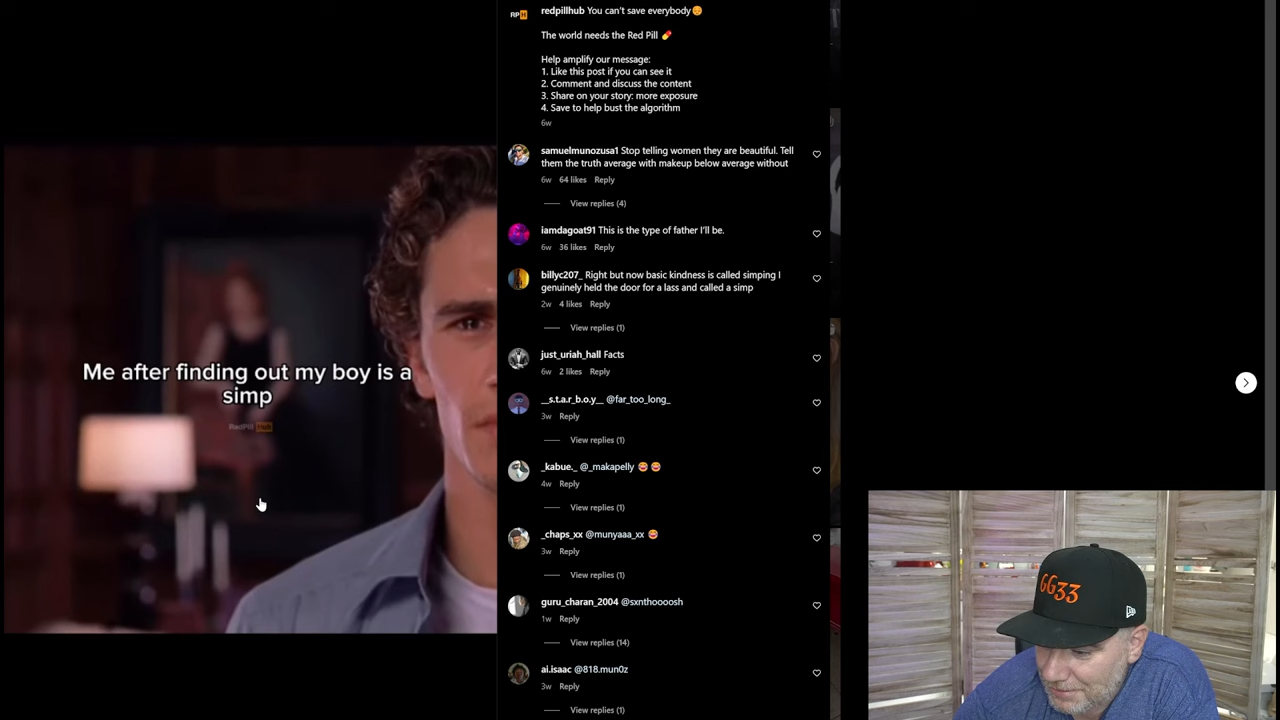 Me after finding out my boy is a
simp
RedPill Hub
RP H
redpillhub You can't save everybody😔
The world needs the Red Pill 💊
Help amplify our message:
1. Like this post if you can see it
2. Comment and discuss the content
3. Share on your story: more exposure
4. Save to help bust the algorithm
6w
samuelmunozusa1 Stop telling women they are beautiful. Tell
them the truth average with makeup below average without
6w 64 likes Reply
View replies (4)
iamdagoat91 This is the type of father I'll be.
6w 36 likes Reply
billyc207_ Right but now basic kindness is called simping I
genuinely held the door for a lass and called a simp
2w 4 likes Reply
View replies (1)
just_uriah_hall Facts
6w 2 likes Reply
__s.t.a.r_b.o.y__ @far_too_long_
3w Reply
View replies (1)
_kabue._ @_makapelly 😂 😂
4w Reply
View replies (1)
_chaps_xx @munyaaa_xx 😂
3w Reply
View replies (1)
guru_charan_2004 @sxnthoooosh
1w Reply
View replies (14)
ai.isaac @818.mun0z
3w Reply
View replies (1)
GG33